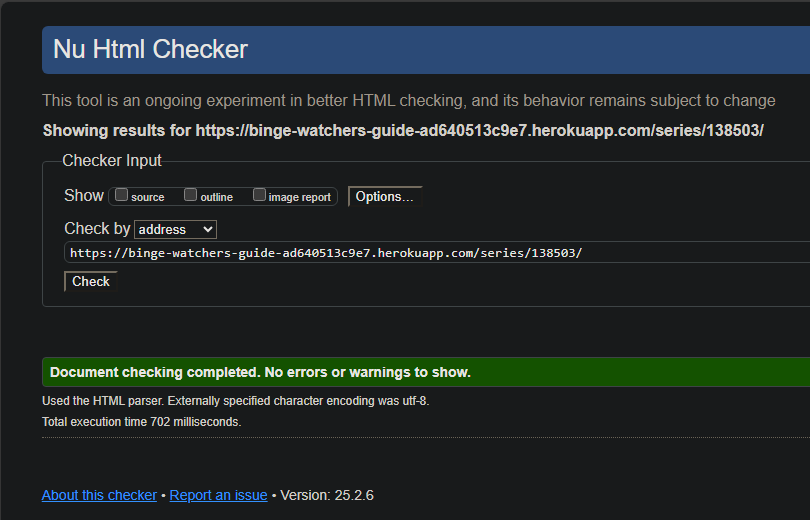 Nu Html Checker
This tool is an ongoing experiment in better HTML checking, and its behavior remains subject to change
Showing results for https://binge-watchers-guide-ad640513c9e7.herokuapp.com/series/138503/
Checker Input
Show source outline image report Options...
Check by address
https://binge-watchers-guide-ad640513c9e7.herokuapp.com/series/138503/
Check
Document checking completed. No errors or warnings to show.
Used the HTML parser. Externally specified character encoding was utf-8.
Total execution time 702 milliseconds.
About this checker • Report an issue • Version: 25.2.6